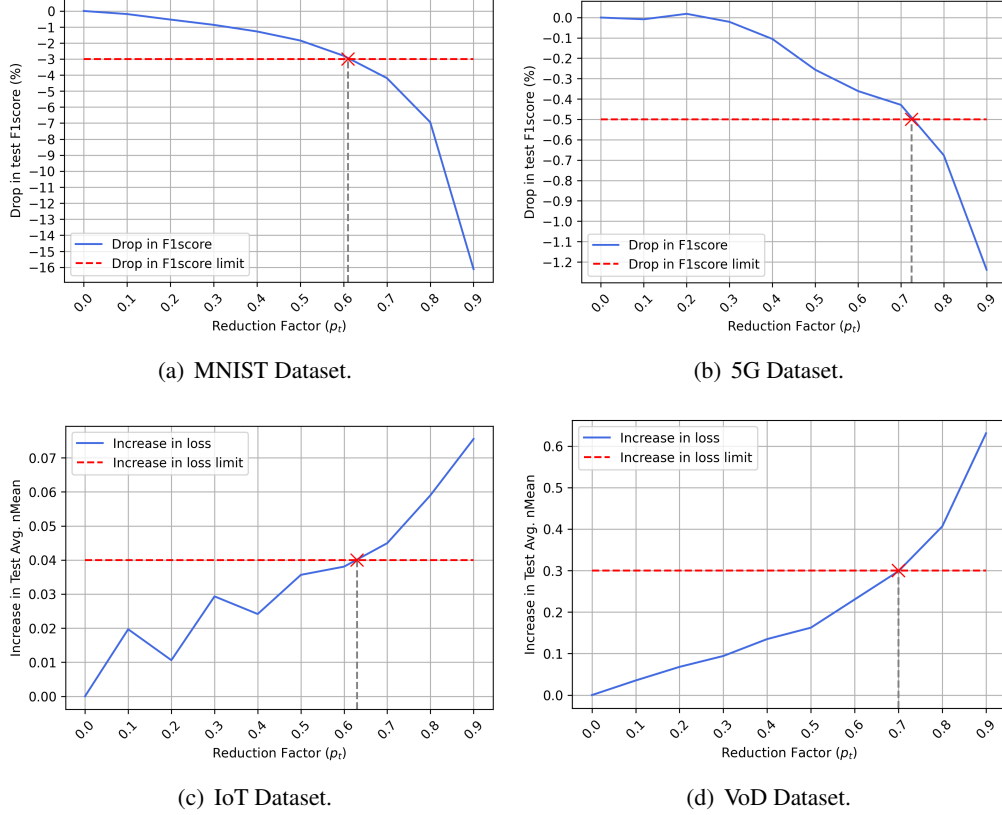 0
−1
−2
−3
−4
−5
−6
−7
−8
−9
−10
−11
−12
−13
−14
−15
−16
Drop in test F1score (%)
Drop in F1score
Drop in F1score limit
0.0 0.1 0.2 0.3 0.4 0.5 0.6 0.7 0.8 0.9
Reduction Factor (pt)
(a) MNIST Dataset.
0.0
−0.1
−0.2
−0.3
−0.4
−0.5
−0.6
−0.7
−0.8
−0.9
−1.0
−1.1
−1.2
Drop in test F1score (%)
Drop in F1score
Drop in F1score limit
0.0 0.1 0.2 0.3 0.4 0.5 0.6 0.7 0.8 0.9
Reduction Factor (pt)
(b) 5G Dataset.
0.07
0.06
0.05
0.04
0.03
0.02
0.01
0.00
Increase in Test Avg. nMean
Increase in loss
Increase in loss limit
0.0 0.1 0.2 0.3 0.4 0.5 0.6 0.7 0.8 0.9
Reduction Factor (pt)
(c) IoT Dataset.
0.6
0.5
0.4
0.3
0.2
0.1
0.0
Increase in Test Avg. nMean
Increase in loss
Increase in loss limit
0.0 0.1 0.2 0.3 0.4 0.5 0.6 0.7 0.8 0.9
Reduction Factor (pt)
(d) VoD Dataset.